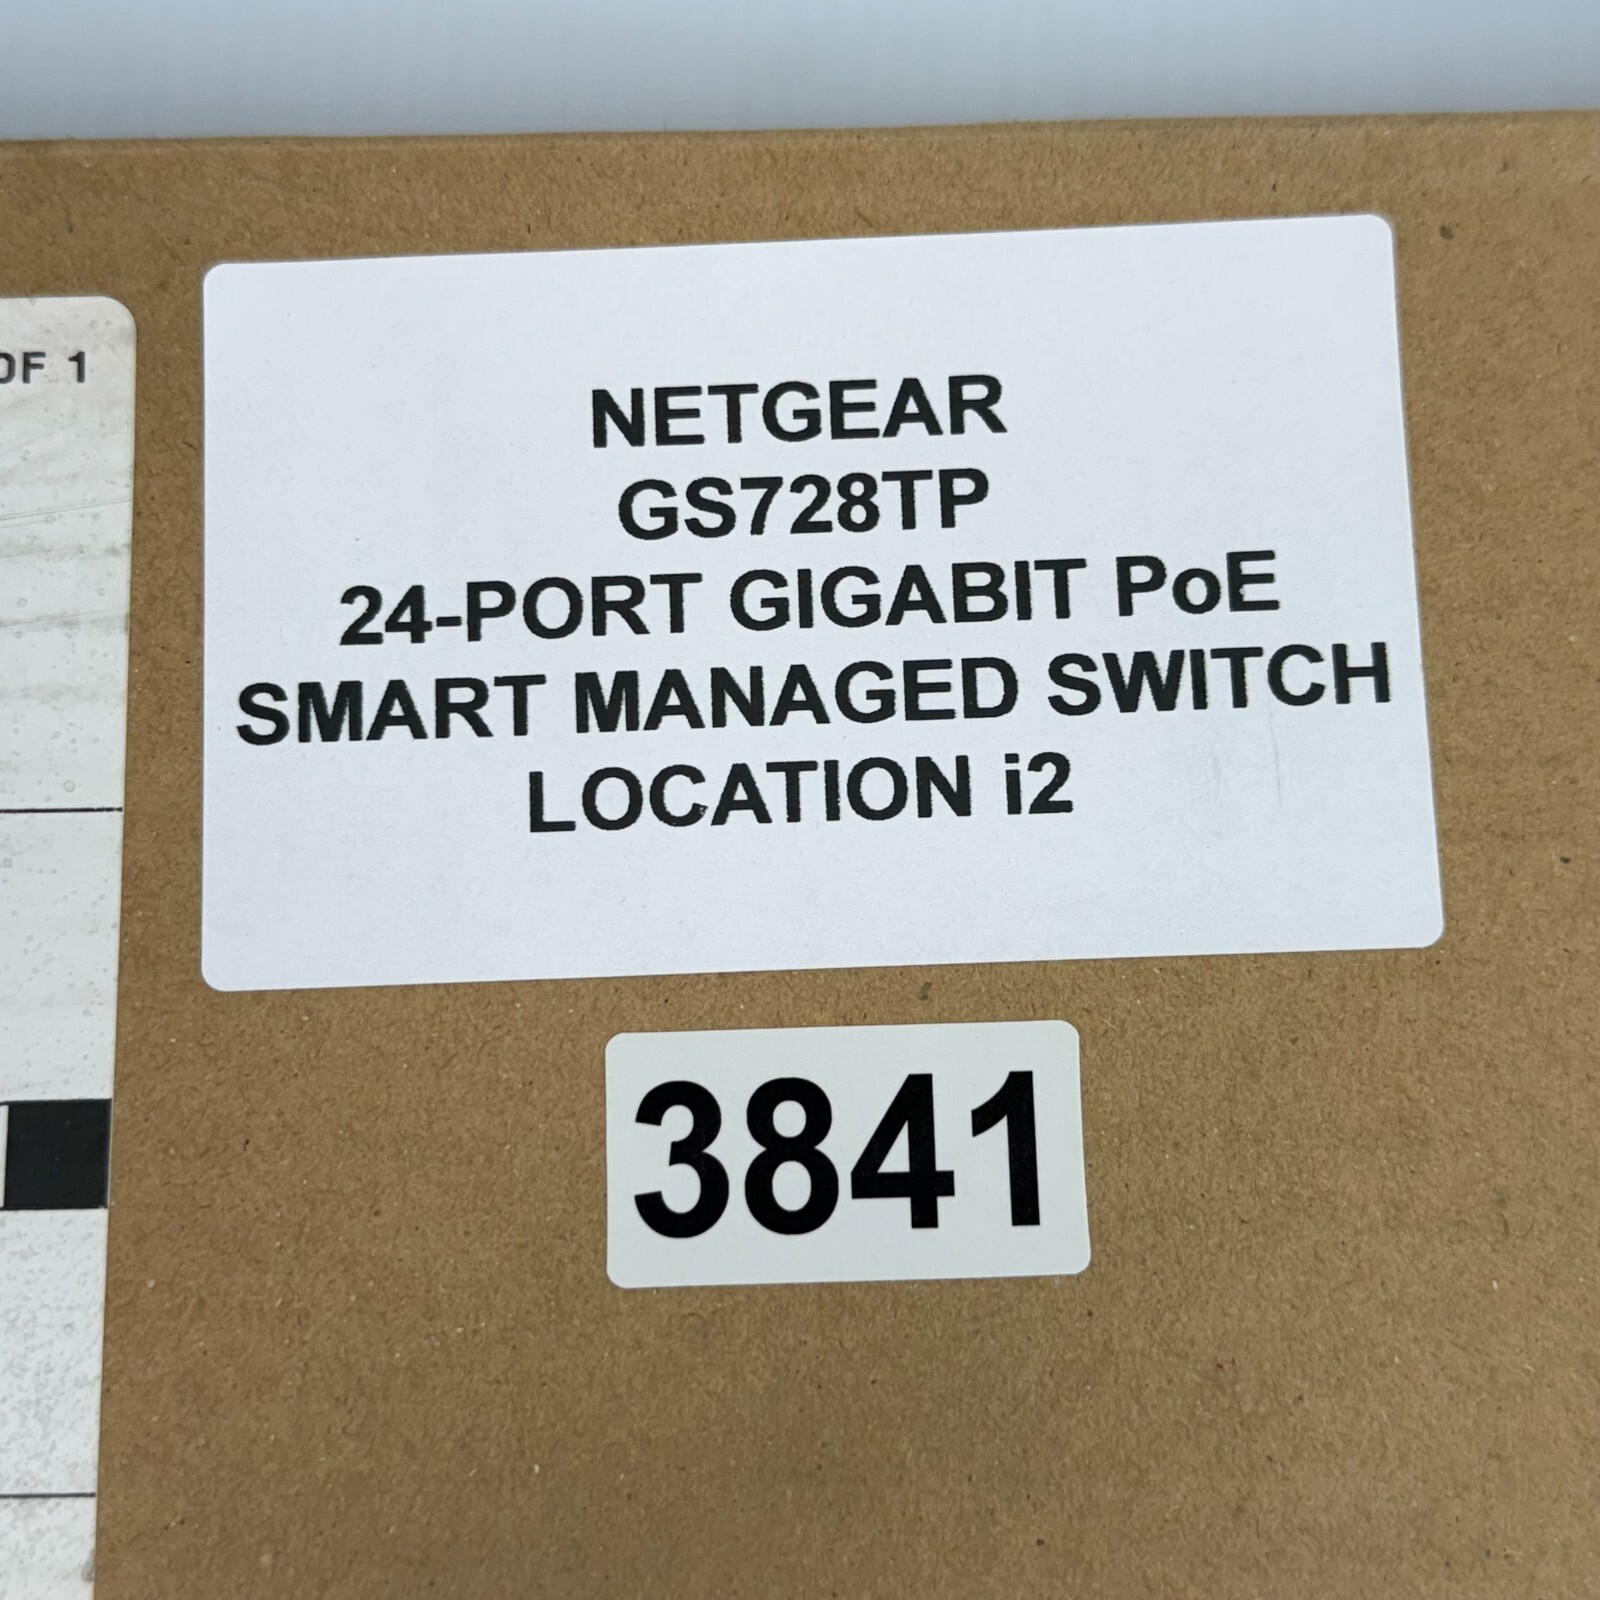 OF 1
NETGEAR
GS728TP
24-PORT GIGABIT PoE
SMART MANAGED SWITCH
LOCATION i2
3841